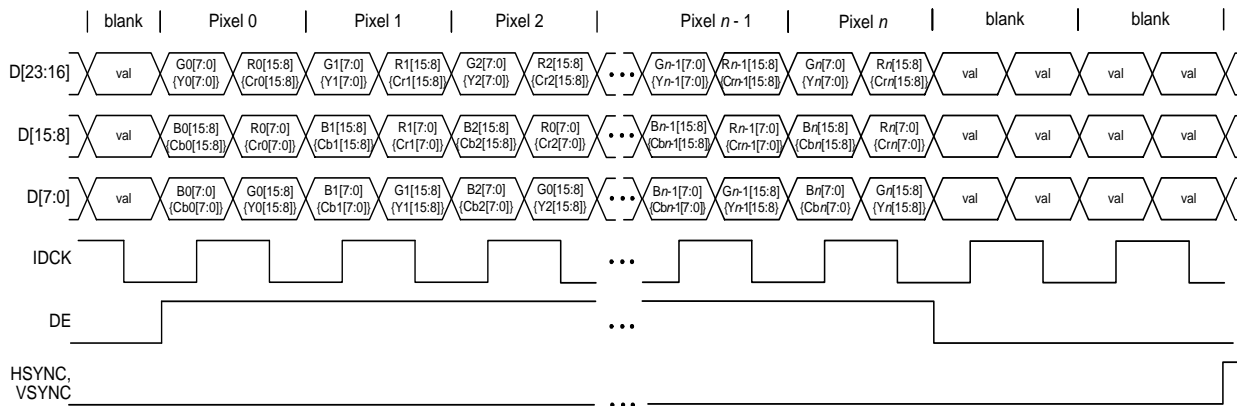 blank Pixel 0 Pixel 1 Pixel 2 Pixel n - 1 Pixel n blank blank
D[23:16] val G0[7:0] R0[15:8] G1[7:0] R1[15:8] G2[7:0] R2[15:8] ••• Gn-1[7:0] Rn-1[15:8] Gn[7:0] Rn[15:8] val val val val
{Y0[7:0]} {Cr0[15:8]} {Y1[7:0]} {Cr1[15:8]} {Y2[7:0]} {Cr2[15:8]} {Yn-1[7:0]} {Crn-1[15:8]} {Yn[7:0]} {Crn[15:8]}
D[15:8] val B0[15:8] R0[7:0] B1[15:8] R1[7:0] B2[15:8] R0[7:0] ••• Bn-1[15:8] Rn-1[7:0] Bn[15:8] Rn[7:0] val val val val
{Cb0[15:8]} {Cr0[7:0]} {Cb1[15:8]} {Cr1[7:0]} {Cb2[15:8]} {Cr2[7:0]} {Cbn-1[15:8]} {Crn-1[7:0]} {Cbn[15:8]} {Crn[7:0]}
D[7:0] val B0[7:0] G0[15:8] B1[7:0] G1[15:8] B2[7:0] G0[15:8] ••• Bn-1[7:0] Gn-1[15:8] Bn[7:0] Gn[15:8] val val val val
{Cb0[7:0]} {Y0[15:8]} {Cb1[7:0]} {Y1[15:8]} {Cb2[7:0]} {Y2[15:8]} {Cbn-1[7:0]} {Yn-1[15:8} {Cbn[7:0} {Yn[15:8]}
IDCK •••
DE •••
HSYNC,
VSYNC •••